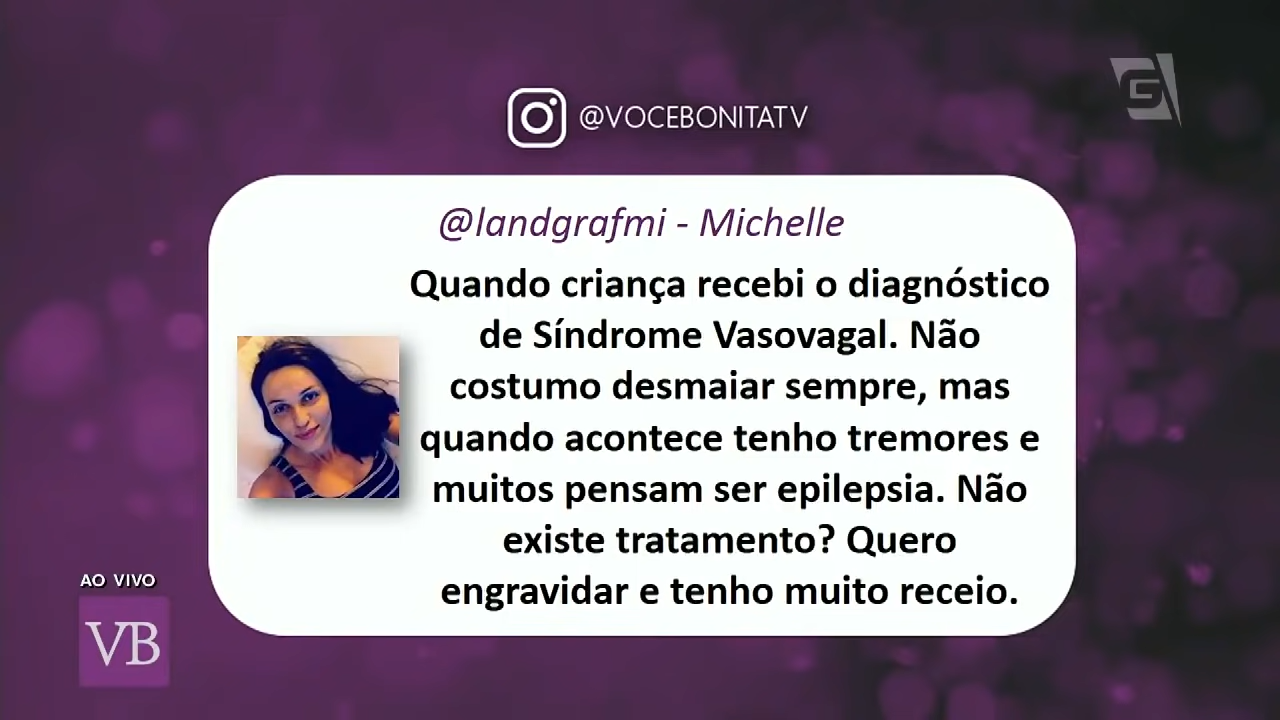 @VOCEBONITATV
@landgrafmi - Michelle
Quando criança recebi o diagnóstico
de Síndrome Vasovagal. Não
costumo desmaiar sempre, mas
quando acontece tenho tremores e
muitos pensam ser epilepsia. Não
existe tratamento? Quero
engravidar e tenho muito receio.
AO VIVO
VB